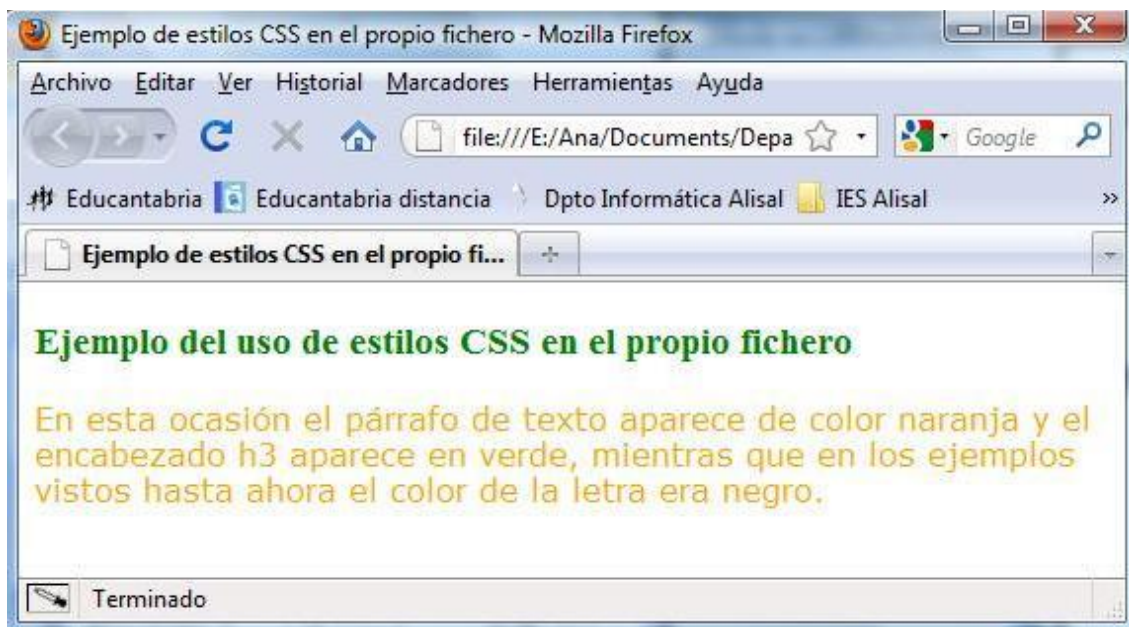 Ejemplo de estilos CSS en el propio fichero - Mozilla Firefox
Archivo Editar Ver Historial Marcadores Herramientas Ayuda
file:///E:/Ana/Documents/Depa Google
Educantabria Educantabria distancia Dpto Informática Alisal IES Alisal »
Ejemplo de estilos CSS en el propio fi...
Ejemplo del uso de estilos CSS en el propio fichero
En esta ocasión el párrafo de texto aparece de color naranja y el
encabezado h3 aparece en verde, mientras que en los ejemplos
vistos hasta ahora el color de la letra era negro.
Terminado